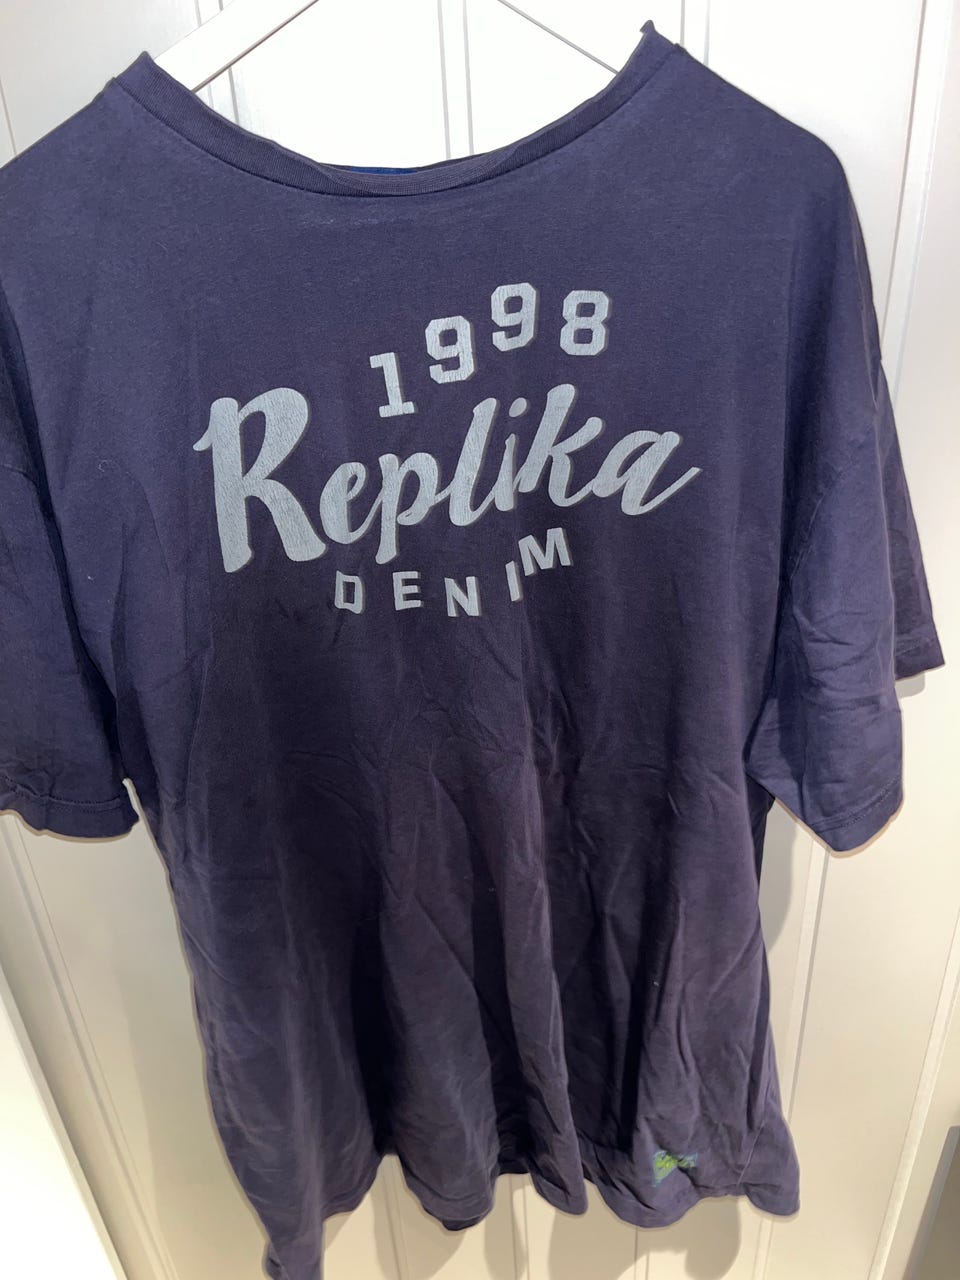 1998
Replika
DENIM